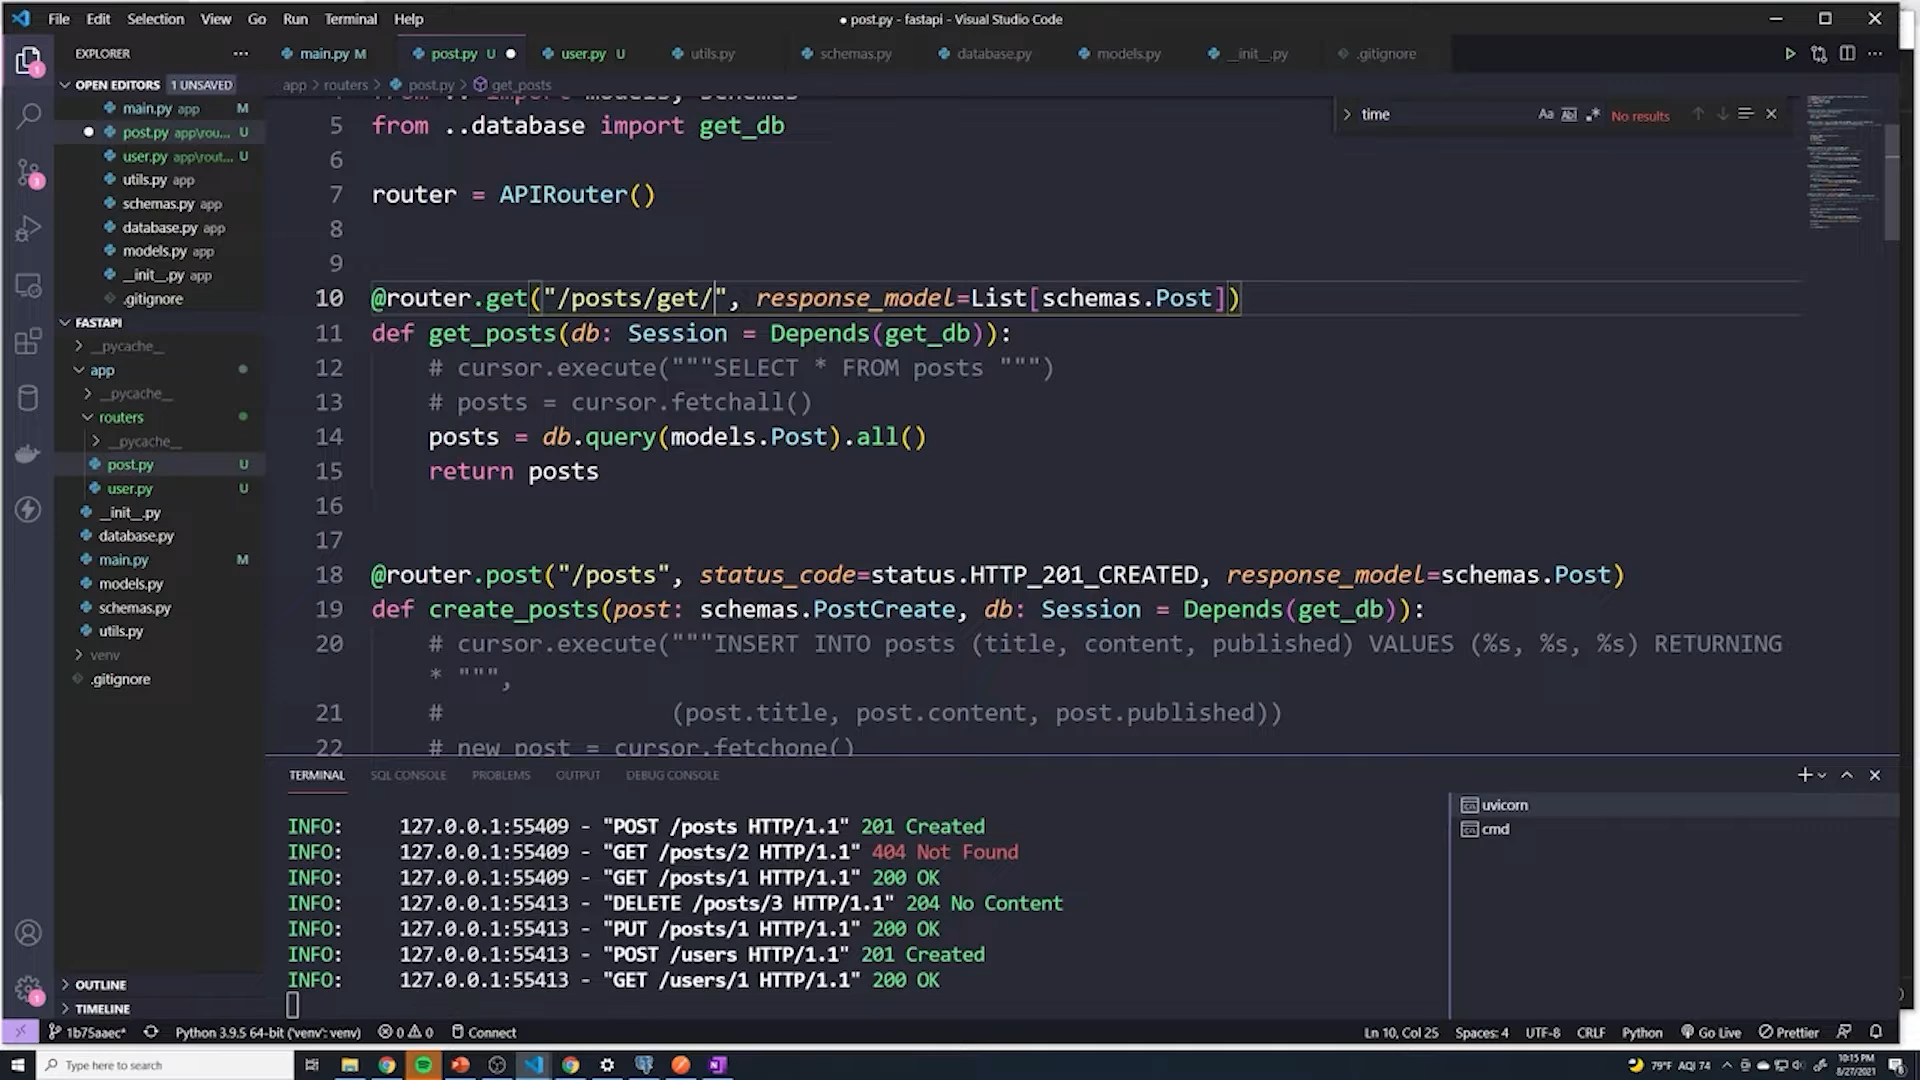 File Edit Selection View Go Run Terminal Help
● post.py - fastapi - Visual Studio Code
EXPLORER
main.py M
post.py U
user.py U
utils.py
schemas.py
database.py
models.py
__init__.py
.gitignore
OPEN EDITORS 1 UNSAVED
main.py app M
post.py app\rou... U
user.py app\rout... U
utils.py app
schemas.py app
database.py app
models.py app
__init__.py app
.gitignore
FASTAPI
__pycache__
app
__pycache__
routers
__pycache__
post.py U
user.py U
__init__.py
database.py
main.py M
models.py
schemas.py
utils.py
venv
.gitignore
OUTLINE
TIMELINE
app > routers > post.py > get_posts
time
Aa Abl .* No results
5 from ..database import get_db
6
7 router = APIRouter()
8
9
10 @router.get("/posts/get/", response_model=List[schemas.Post])
11 def get_posts(db: Session = Depends(get_db)):
12 # cursor.execute("""SELECT * FROM posts """)
13 # posts = cursor.fetchall()
14 posts = db.query(models.Post).all()
15 return posts
16
17
18 @router.post("/posts", status_code=status.HTTP_201_CREATED, response_model=schemas.Post)
19 def create_posts(post: schemas.PostCreate, db: Session = Depends(get_db)):
20 # cursor.execute("""INSERT INTO posts (title, content, published) VALUES (%s, %s, %s) RETURNING
* """,
21 # (post.title, post.content, post.published))
22 # new_post = cursor.fetchone()
TERMINAL SQL CONSOLE PROBLEMS OUTPUT DEBUG CONSOLE
INFO: 127.0.0.1:55409 - "POST /posts HTTP/1.1" 201 Created
INFO: 127.0.0.1:55409 - "GET /posts/2 HTTP/1.1" 404 Not Found
INFO: 127.0.0.1:55409 - "GET /posts/1 HTTP/1.1" 200 OK
INFO: 127.0.0.1:55413 - "DELETE /posts/3 HTTP/1.1" 204 No Content
INFO: 127.0.0.1:55413 - "PUT /posts/1 HTTP/1.1" 200 OK
INFO: 127.0.0.1:55413 - "POST /users HTTP/1.1" 201 Created
INFO: 127.0.0.1:55413 - "GET /users/1 HTTP/1.1" 200 OK
uvicorn
cmd
1b75aaec* Python 3.9.5 64-bit ('venv': venv) 0 0 Connect
Ln 10, Col 25 Spaces: 4 UTF-8 CRLF Python Go Live Prettier
Type here to search
79°F AQI 74
10:15 PM
8/27/2021